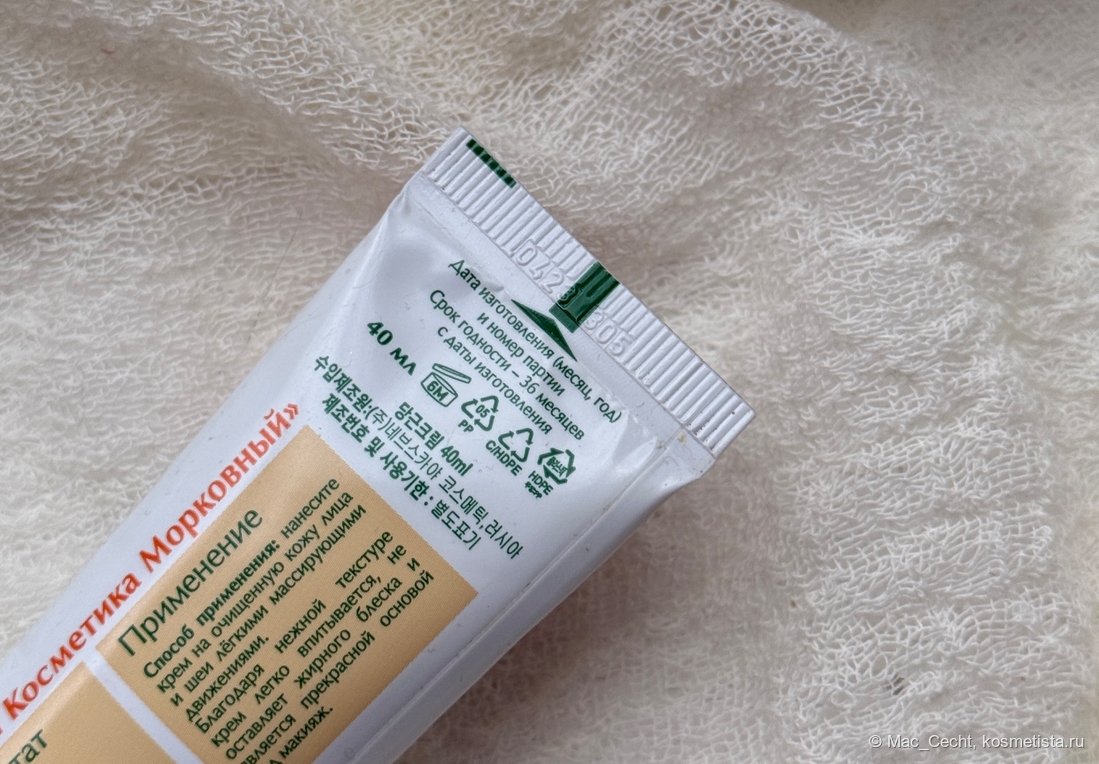 0423 305
Дата изготовления (месяц, год)
и номер партии
Срок годности – 36 месяцев
с даты изготовления
40 мл
6М
05
PP
C/HDPE
HDPE
당근크림 40ml
수입제조원:(주)네브스카야 코스메틱,러시아
제조번호 및 사용기한 : 별도표기
Косметика Морковный»
Применение
Способ применения: нанесите
крем на очищенную кожу лица
и шеи лёгкими массирующими
движениями.
Благодаря нежной текстуре
крем легко впитывается, не
оставляет жирного блеска и
вляется прекрасной основой
макияж.
тат
© Mac_Cecht, kosmetista.ru